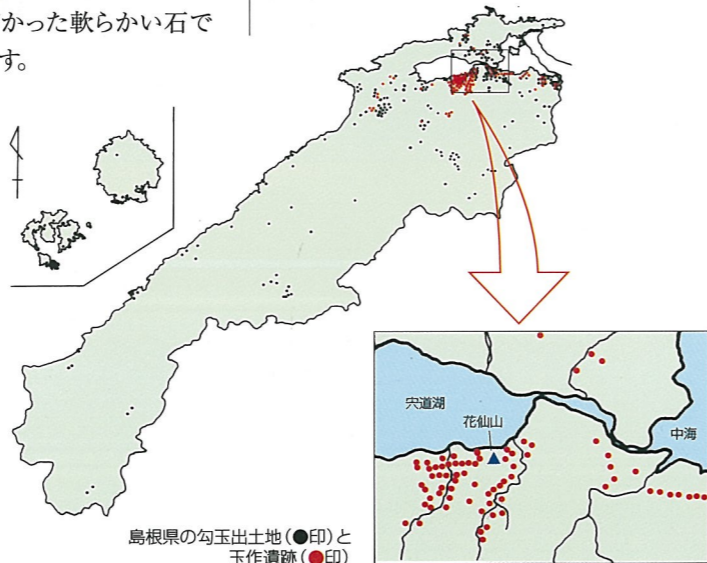 かった軟らかい石で
す。
宍道湖
花仙山
中海
島根県の勾玉出土地（●印）と
玉作遺跡（●印）